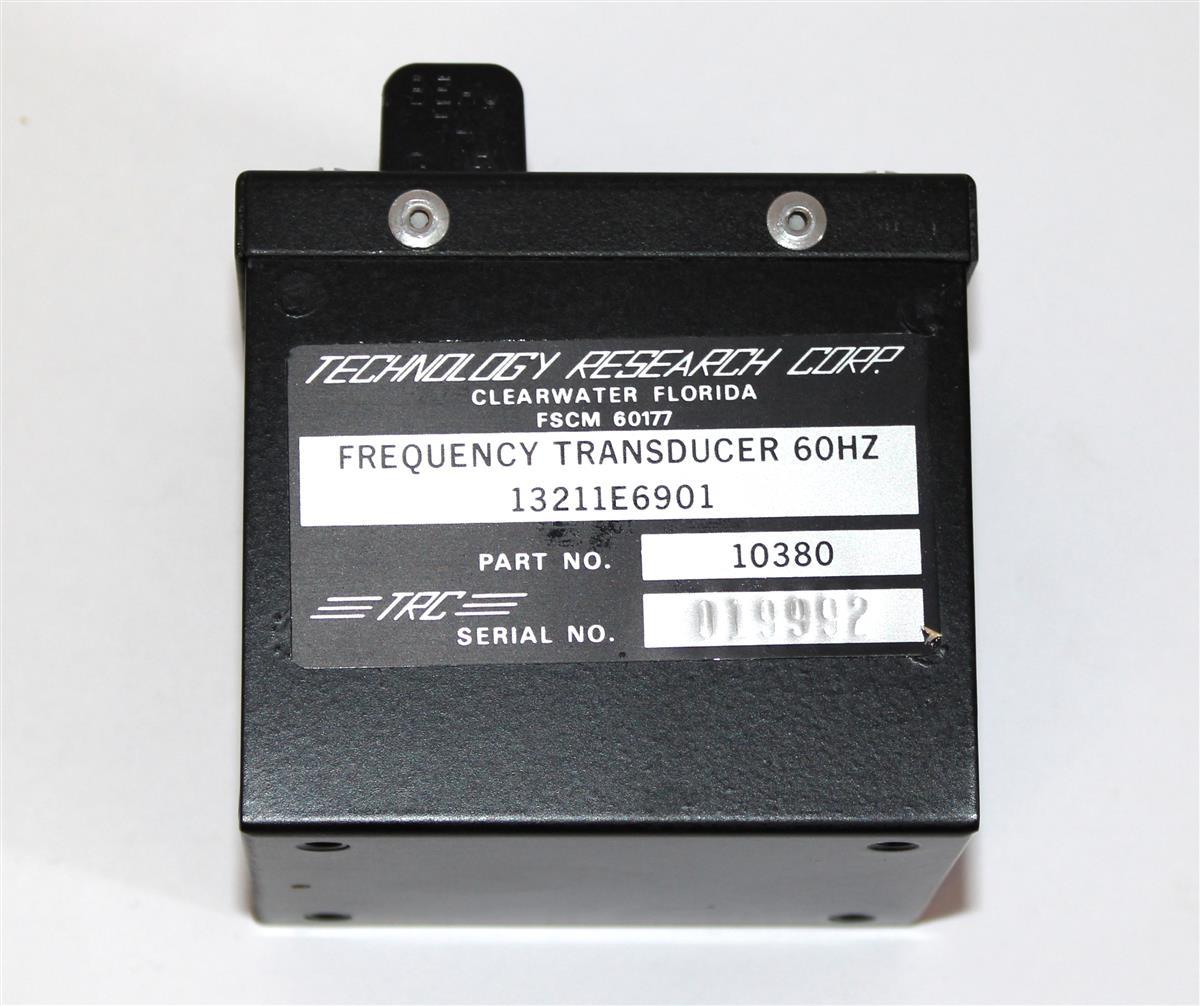 TECHNOLOGY RESEARCH CORP.
CLEARWATER FLORIDA
FSCM 60177
FREQUENCY TRANSDUCER 60HZ
13211E6901
PART NO. 10380
TRC
SERIAL NO. 019992